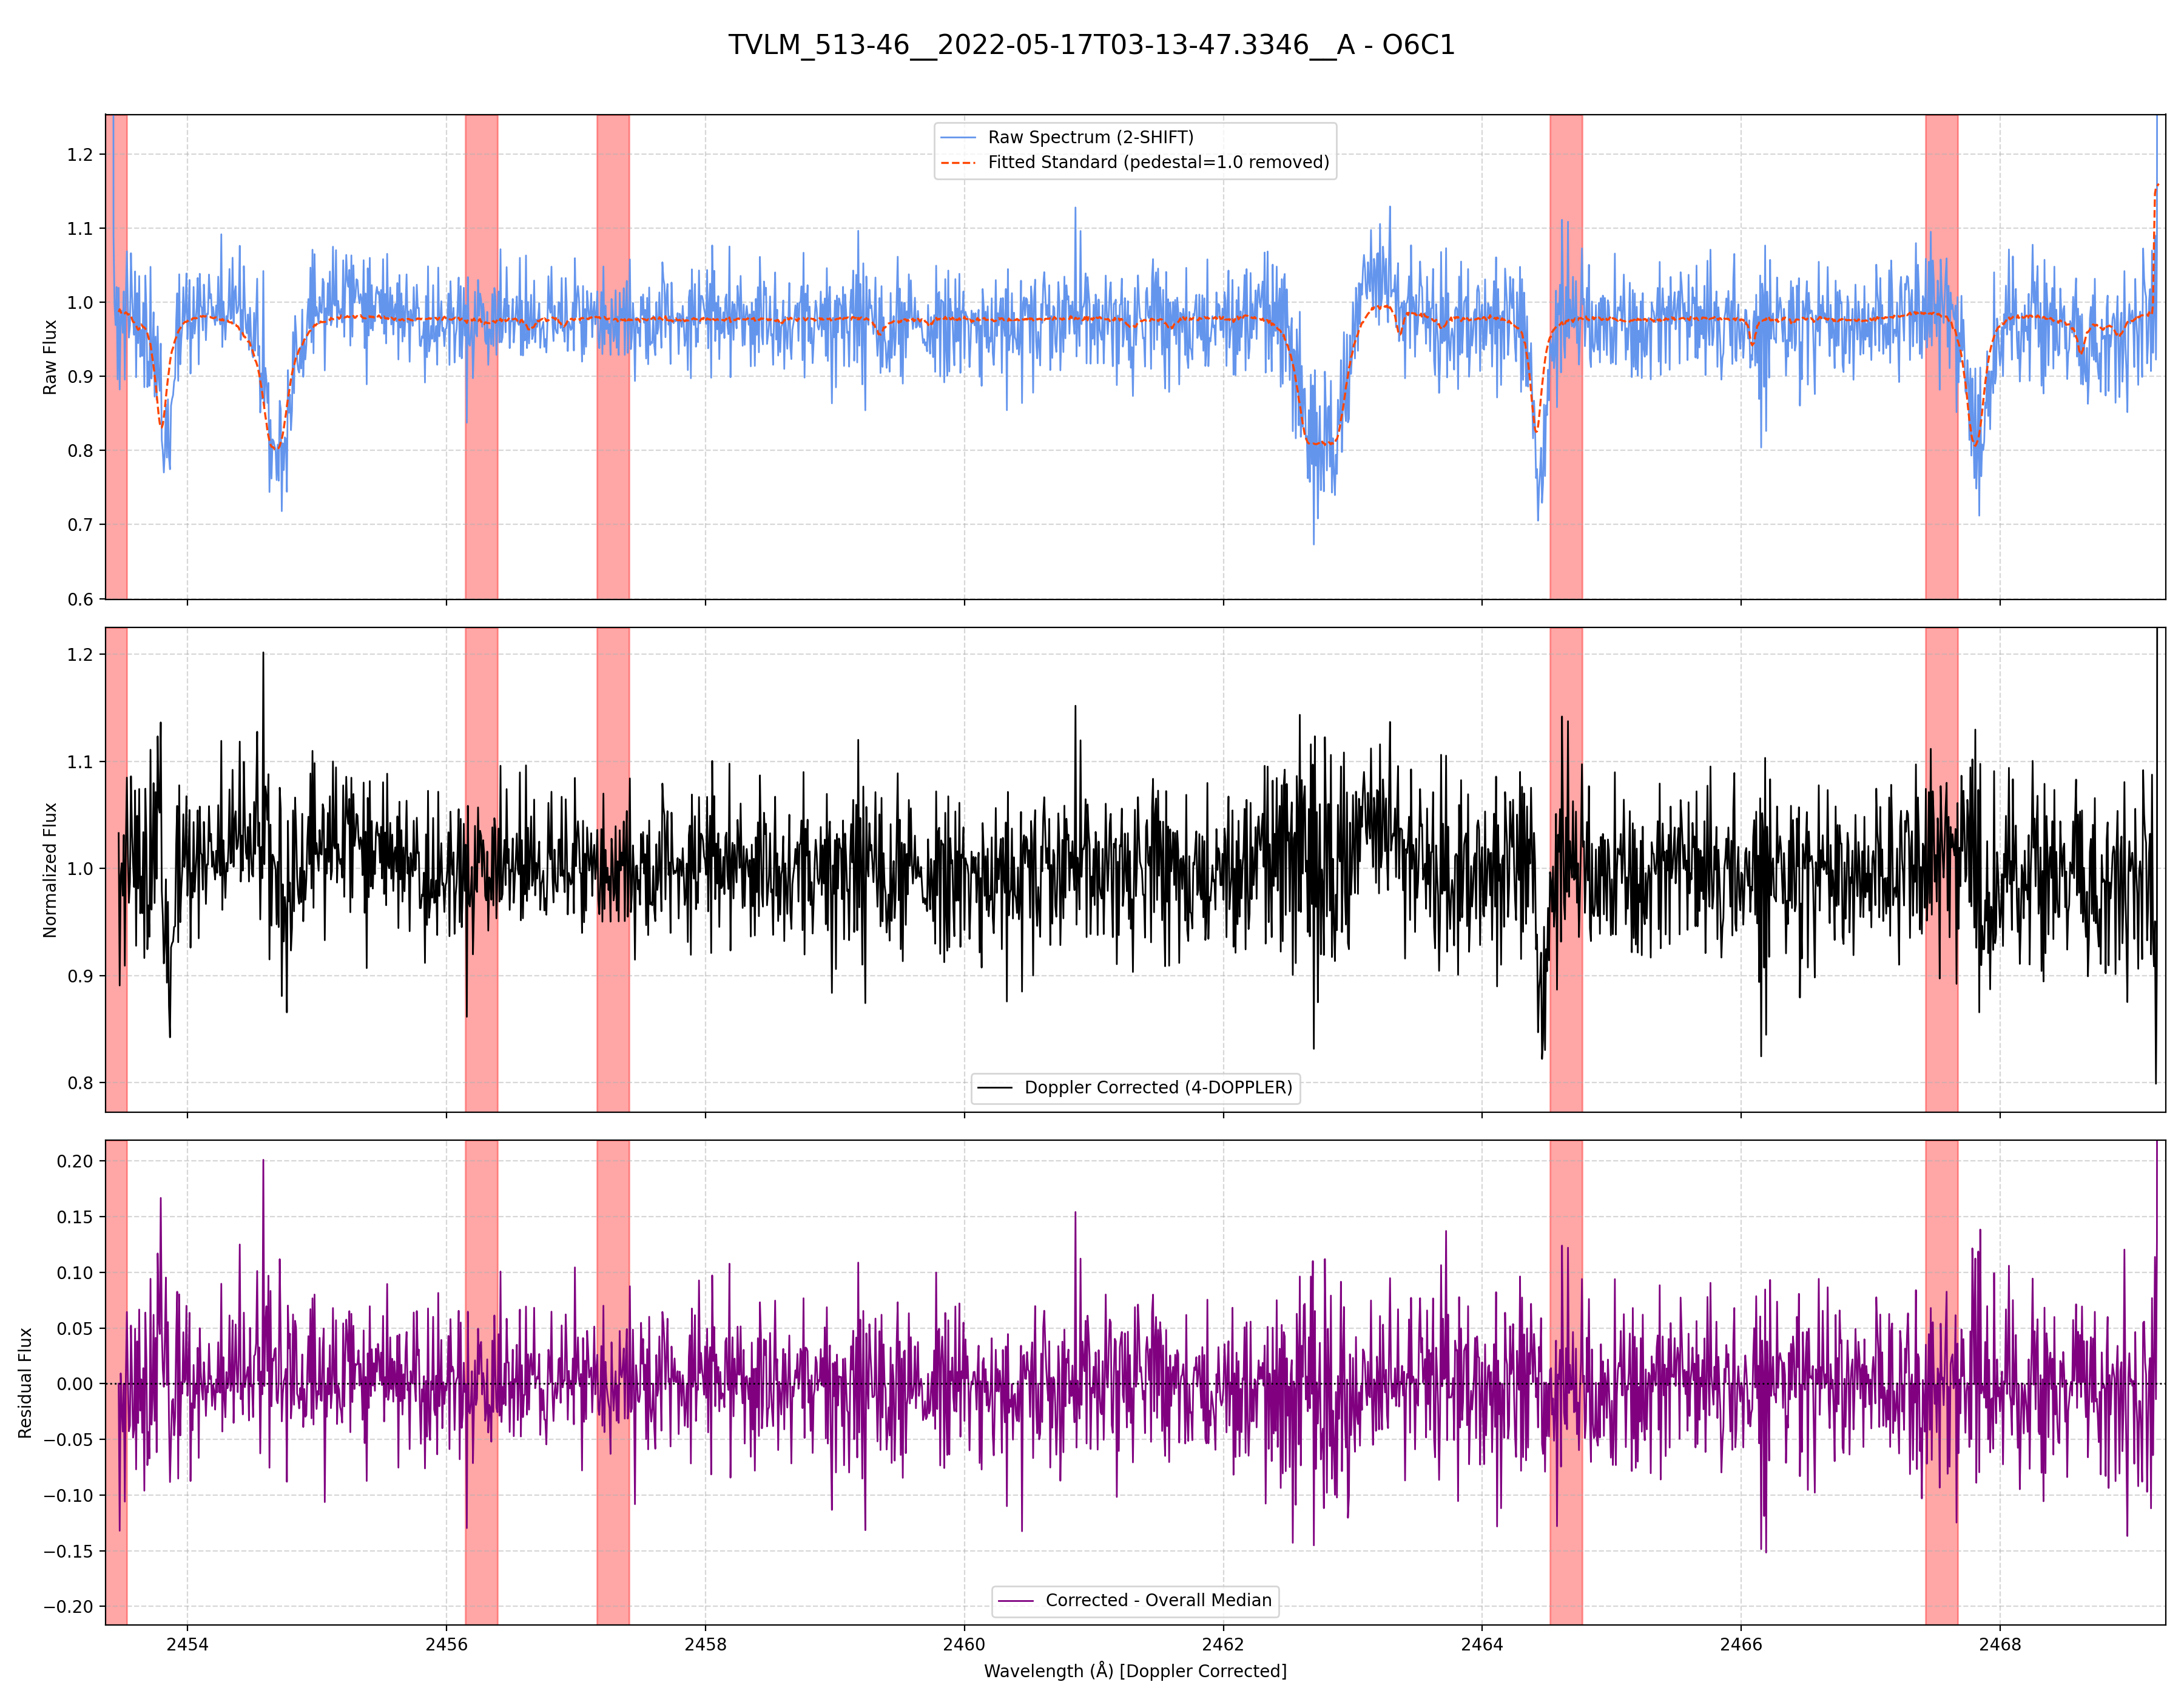 TVLM_513-46__2022-05-17T03-13-47.3346__A - O6C1
Raw Flux
1.2
1.1
1.0
0.9
0.8
0.7
0.6
Raw Spectrum (2-SHIFT)
Fitted Standard (pedestal=1.0 removed)
Normalized Flux
1.2
1.1
1.0
0.9
0.8
Doppler Corrected (4-DOPPLER)
Residual Flux
0.20
0.15
0.10
0.05
0.00
−0.05
−0.10
−0.15
−0.20
Corrected - Overall Median
2454 2456 2458 2460 2462 2464 2466 2468
Wavelength (Å) [Doppler Corrected]